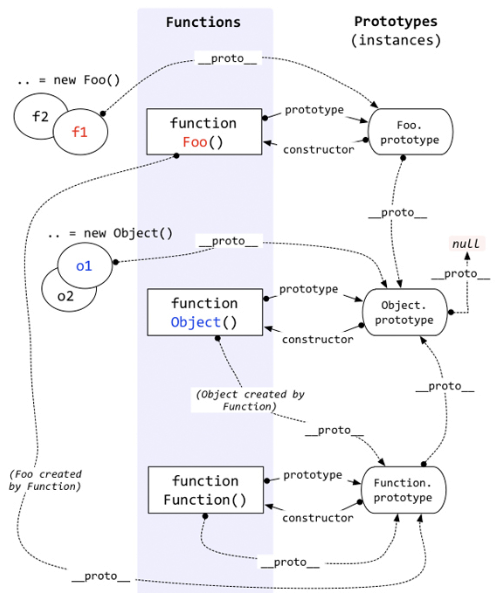 Functions
Prototypes
(instances)
__proto__
.. = new Foo()
f2
f1
function
Foo()
prototype
constructor
Foo.
prototype
__proto__
.. = new Object()
__proto__
null
__proto__
o1
o2
function
Object()
prototype
constructor
Object.
prototype
__proto__
(Object created by
Function)
__proto__
(Foo created
by Function)
function
Function()
prototype
constructor
Function.
prototype
__proto__
__proto__